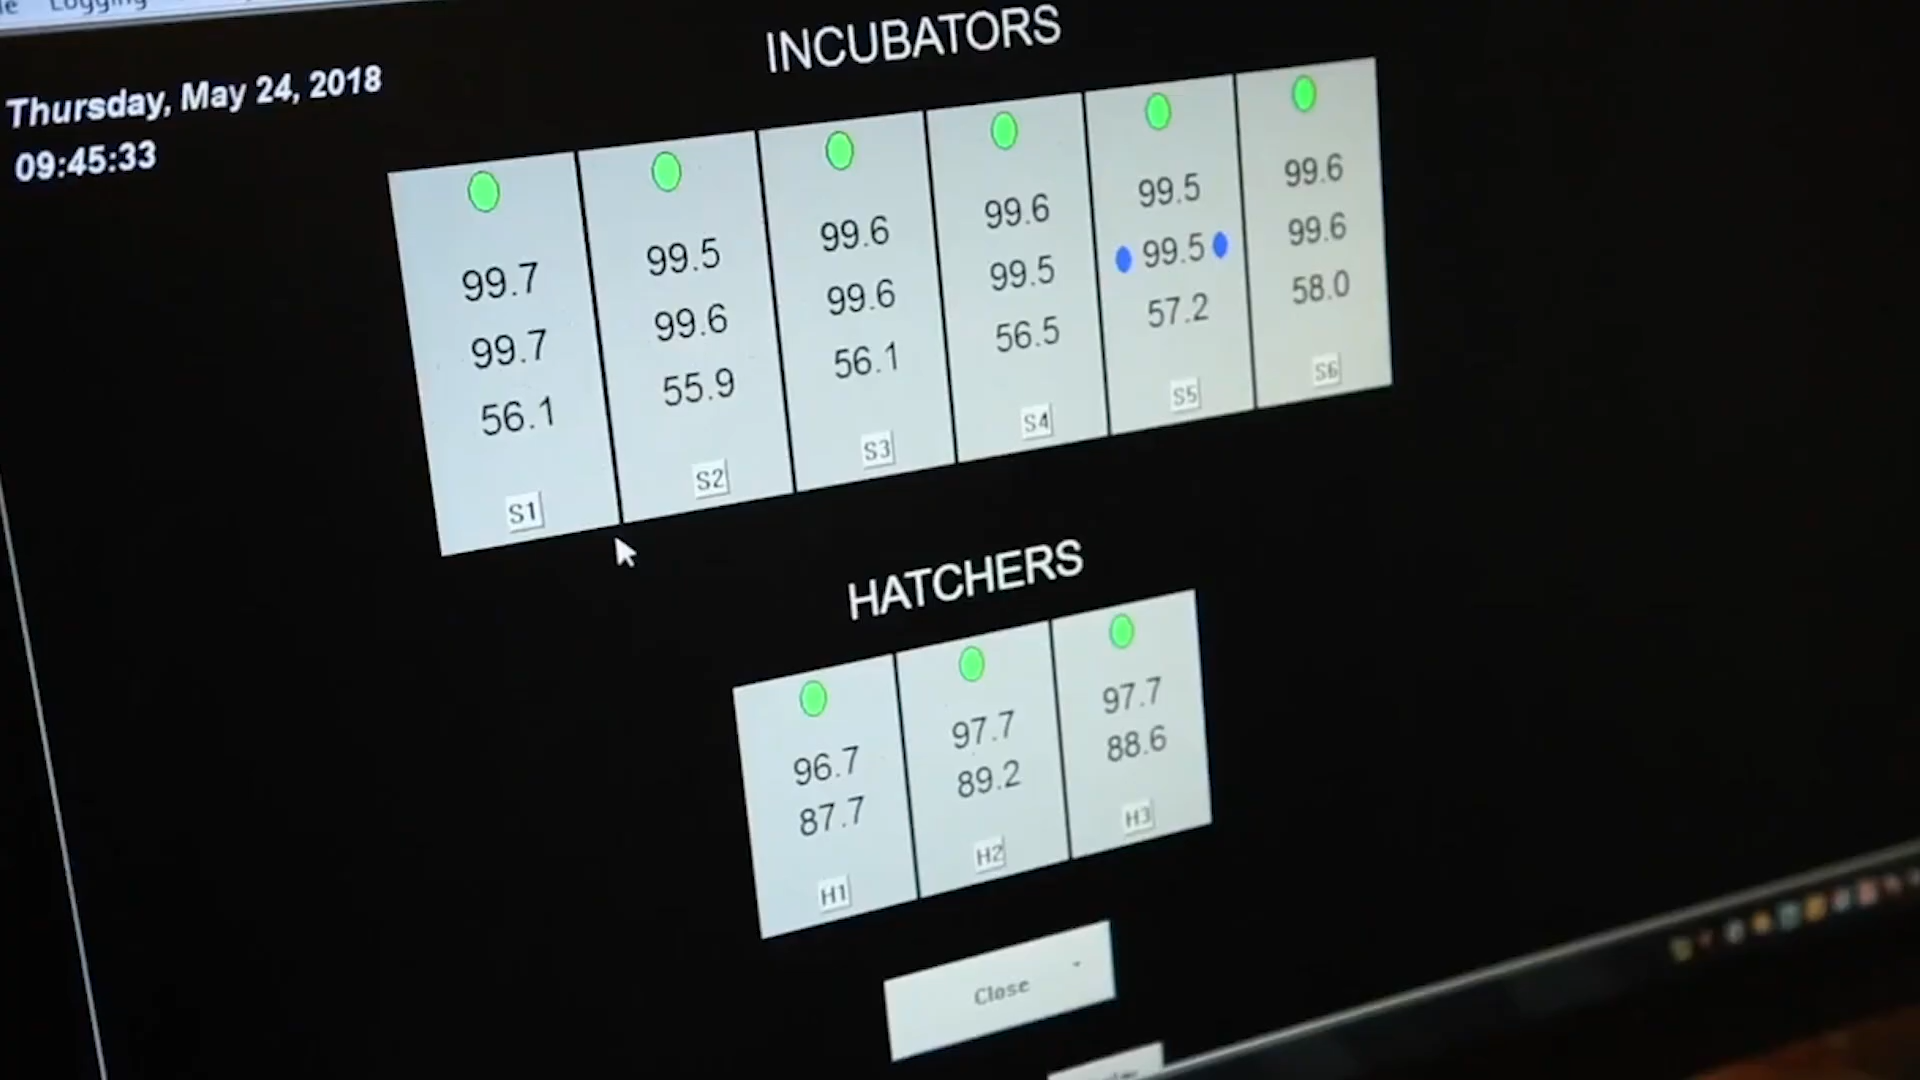 Logging
INCUBATORS
Thursday, May 24, 2018
09:45:33
99.7 99.5 99.6 99.6 99.5 99.6
99.7 99.6 99.6 99.5 99.5 99.6
56.1 55.9 56.1 56.5 57.2 58.0
S1 S2 S3 S4 S5 S6
HATCHERS
96.7 97.7 97.7
87.7 89.2 88.6
H1 H2 H3
Close